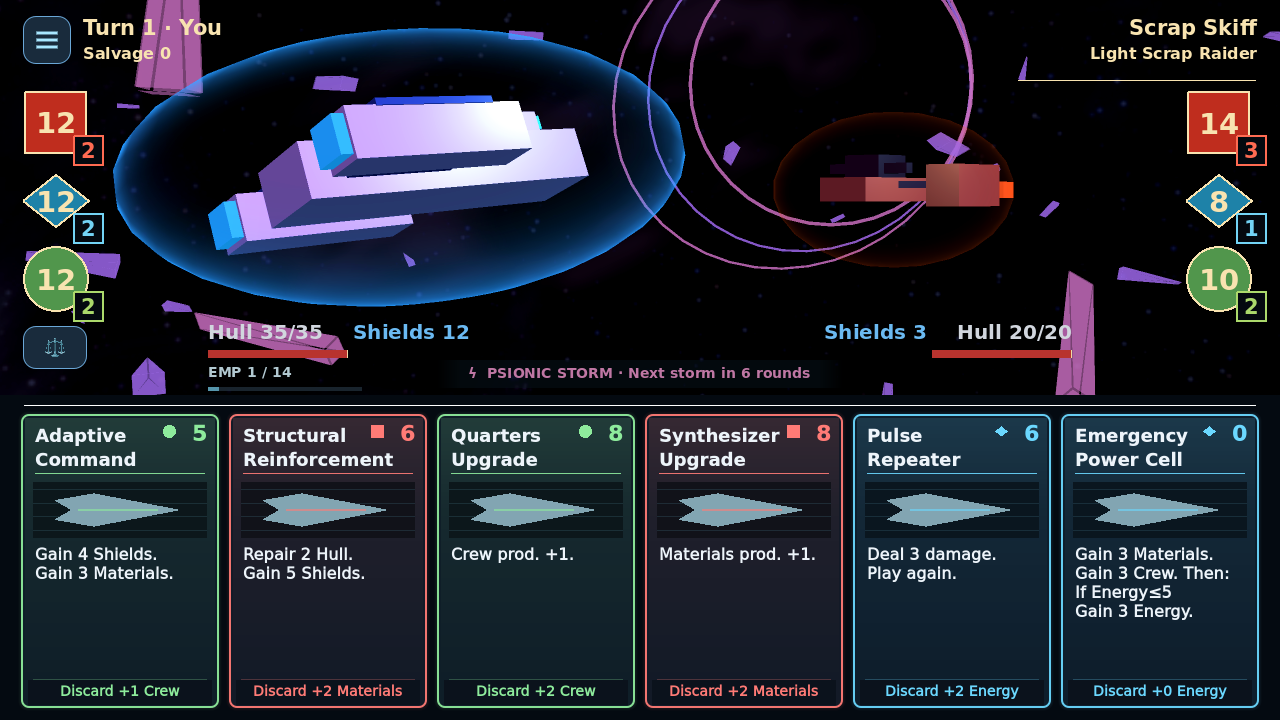 Turn 1 · You
Salvage 0
Scrap Skiff
Light Scrap Raider
12
2
12
2
12
2
14
3
8
1
10
2
Hull 35/35
Shields 12
Shields 3
Hull 20/20
EMP 1 / 14
PSIONIC STORM · Next storm in 6 rounds
Adaptive
Command
5
Gain 4 Shields.
Gain 3 Materials.
Discard +1 Crew
Structural
Reinforcement
6
Repair 2 Hull.
Gain 5 Shields.
Discard +2 Materials
Quarters
Upgrade
8
Crew prod. +1.
Discard +2 Crew
Synthesizer
Upgrade
8
Materials prod. +1.
Discard +2 Materials
Pulse
Repeater
6
Deal 3 damage.
Play again.
Discard +2 Energy
Emergency
Power Cell
0
Gain 3 Materials.
Gain 3 Crew. Then:
If Energy≤5
Gain 3 Energy.
Discard +0 Energy